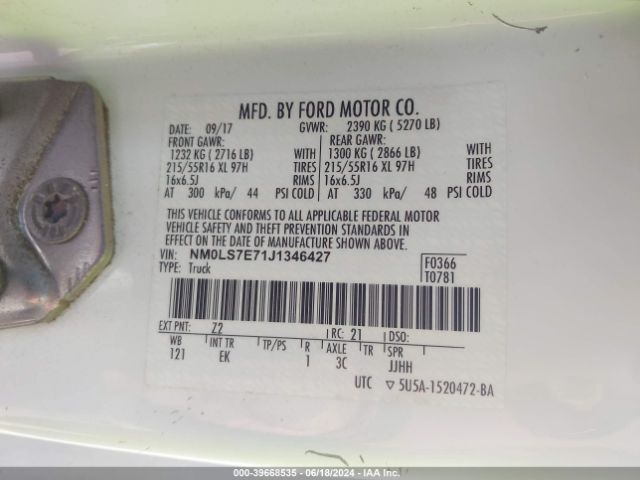 MFD. BY FORD MOTOR CO.
DATE: 09/17 GVWR: 2390 KG ( 5270 LB)
FRONT GAWR: REAR GAWR:
1232 KG ( 2716 LB) WITH 1300 KG ( 2866 LB) WITH
215/55R16 XL 97H TIRES 215/55R16 XL 97H TIRES
16x6.5J RIMS 16x6.5J RIMS
AT 300 kPa/ 44 PSI COLD AT 330 kPa/ 48 PSI COLD
THIS VEHICLE CONFORMS TO ALL APPLICABLE FEDERAL MOTOR
VEHICLE SAFETY AND THEFT PREVENTION STANDARDS IN
EFFECT ON THE DATE OF MANUFACTURE SHOWN ABOVE.
VIN: NM0LS7E71J1346427 F0366
TYPE: Truck T0781
EXT PNT: Z2 RC: 21 DSO:
WB INT TR TP/PS R AXLE TR SPR
121 EK 1 3C JJHH
UTC ▽ 5U5A-1520472-BA
000-39668535 - 06/18/2024 - IAA Inc.